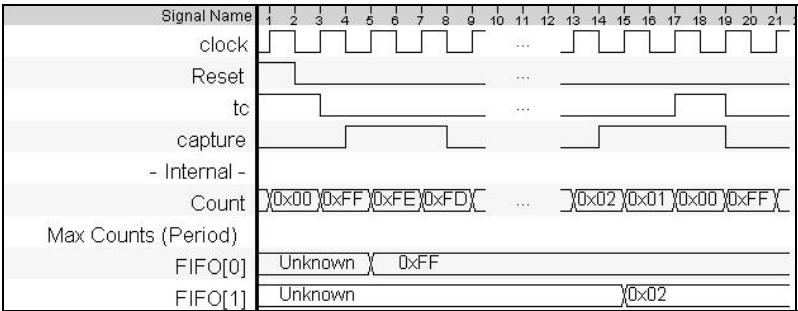 Signal Name 1 2 3 4 5 6 7 8 9 10 11 12 13 14 15 16 17 18 19 20 21
clock ...
Reset ...
tc ...
capture ...
- Internal -
Count 0x00 0xFF 0xFE 0xFD ... 0x02 0x01 0x00 0xFF
Max Counts (Period)
FIFO[0] Unknown 0xFF
FIFO[1] Unknown 0x02